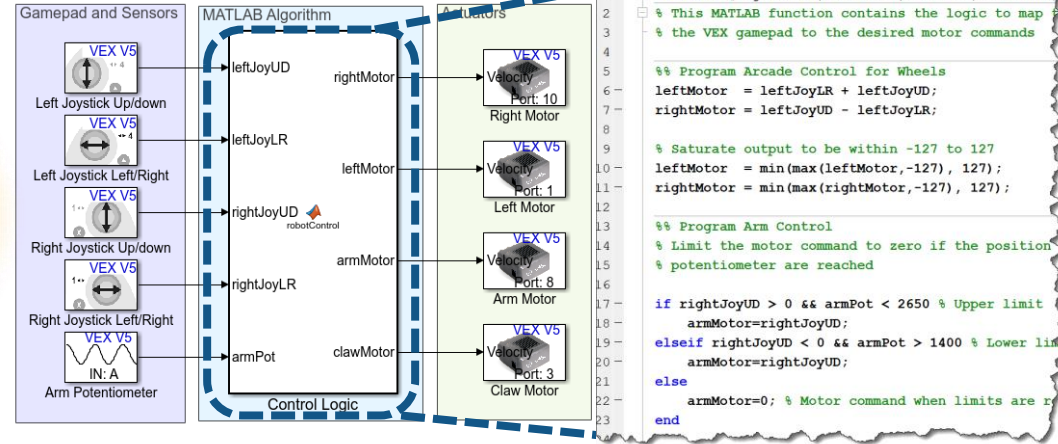 Gamepad and Sensors
VEX V5
4
Left Joystick Up/down
VEX V5
4
Left Joystick Left/Right
VEX V5
1
Right Joystick Up/down
VEX V5
1
Right Joystick Left/Right
VEX V5
IN: A
Arm Potentiometer
MATLAB Algorithm
leftJoyUD
rightMotor
leftJoyLR
leftMotor
rightJoyUD
robotControl
armMotor
rightJoyLR
armPot
clawMotor
Control Logic
Actuators
VEX V5
Velocity
Port: 10
Right Motor
VEX V5
Velocity
Port: 1
Left Motor
VEX V5
Velocity
Port: 8
Arm Motor
VEX V5
Velocity
Port: 3
Claw Motor
2 % This MATLAB function contains the logic to map
3 % the VEX gamepad to the desired motor commands
4
5 %% Program Arcade Control for Wheels
6 - leftMotor = leftJoyLR + leftJoyUD;
7 - rightMotor = leftJoyUD - leftJoyLR;
8
9 % Saturate output to be within -127 to 127
10 - leftMotor = min(max(leftMotor,-127), 127);
11 - rightMotor = min(max(rightMotor,-127), 127);
12
13 %% Program Arm Control
14 % Limit the motor command to zero if the position
15 % potentiometer are reached
16
17 - if rightJoyUD > 0 && armPot < 2650 % Upper limit
18 - armMotor=rightJoyUD;
19 - elseif rightJoyUD < 0 && armPot > 1400 % Lower lim
20 - armMotor=rightJoyUD;
21 else
22 - armMotor=0; % Motor command when limits are r
23 end